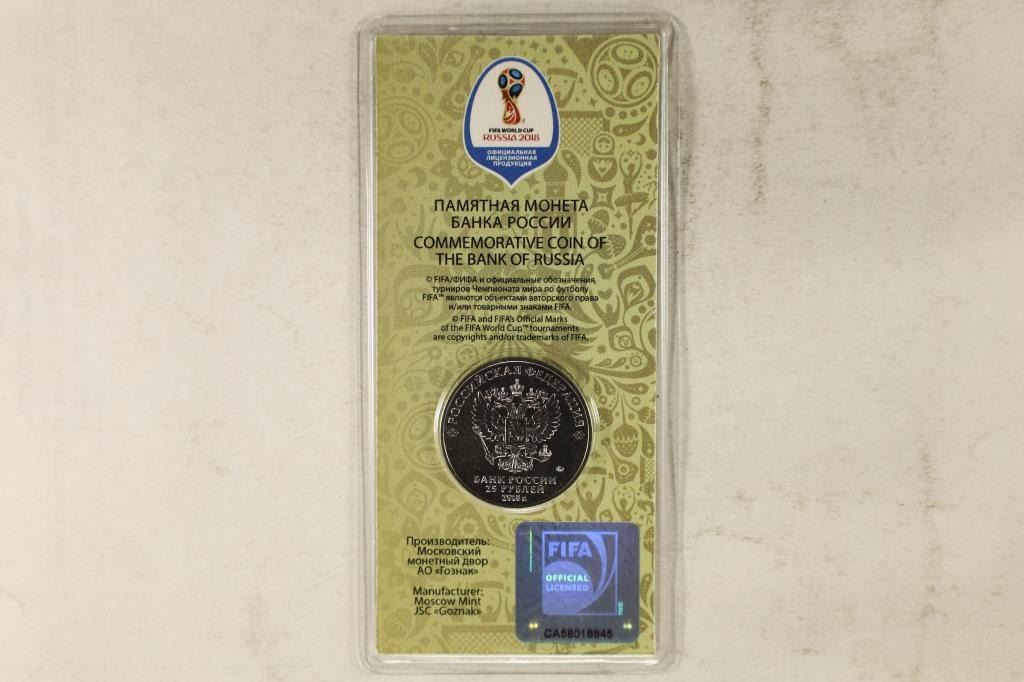 FIFA WORLD CUP
RUSSIA 2018
ОФИЦИАЛЬНАЯ
ЛИЦЕНЗИОННАЯ
ПРОДУКЦИЯ
ПАМЯТНАЯ МОНЕТА
БАНКА РОССИИ
COMMEMORATIVE COIN OF
THE BANK OF RUSSIA
© FIFA/ФИФА и официальные обозначения
турниров Чемпионата мира по футболу
FIFA™ являются объектами авторского права
и/или товарными знаками FIFA.
© FIFA and FIFA's Official Marks
of the FIFA World Cup™ tournaments
are copyrights and/or trademarks of FIFA.
РОССИЙСКАЯ ФЕДЕРАЦИЯ
БАНК РОССИИ
25 РУБЛЕЙ
Производитель:
Московский
монетный двор
АО «Гознак»
Manufacturer:
Moscow Mint
JSC «Goznak»
FIFA
OFFICIAL
LICENSED
CA58018845